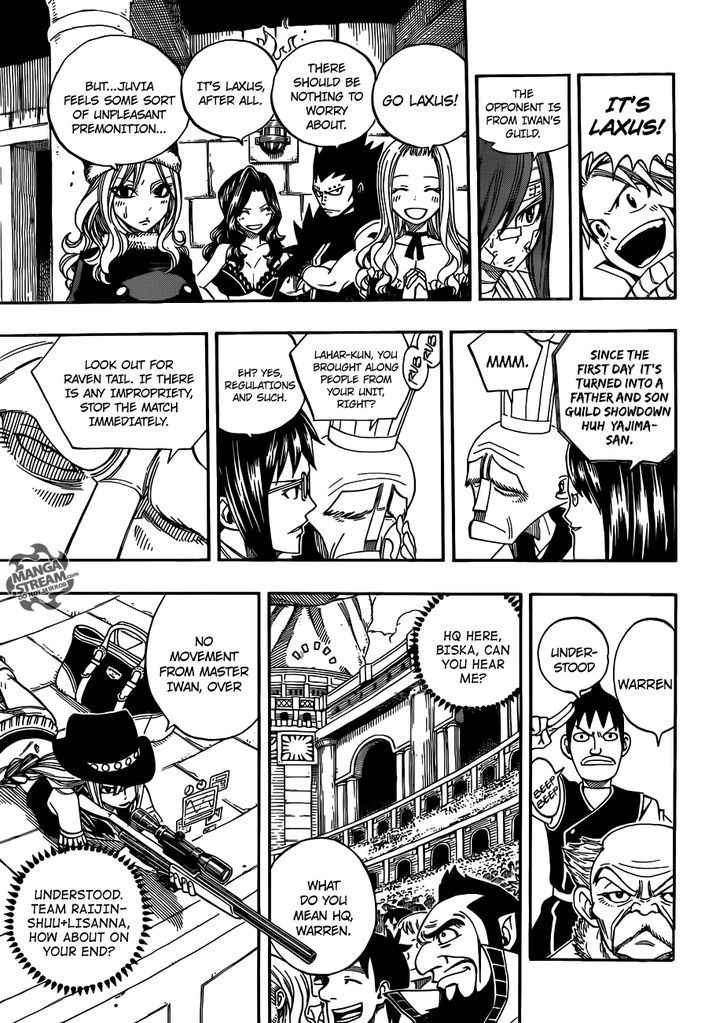 IT'S
LAXUS!
THE
OPPONENT IS
FROM IWAN'S
GUILD.
GO LAXUS!
THERE
SHOULD BE
NOTHING TO
WORRY
ABOUT.
IT'S LAXUS,
AFTER ALL.
BUT...JUVIA
FEELS SOME SORT
OF UNPLEASANT
PREMONITION...
SINCE THE
FIRST DAY IT'S
TURNED INTO A
FATHER AND SON
GUILD SHOWDOWN
HUH YAJIMA-
SAN.
MMM.
RUB
RUB
LAHAR-KUN, YOU
BROUGHT ALONG
PEOPLE FROM
YOUR UNIT,
RIGHT?
EH? YES,
REGULATIONS
AND SUCH.
LOOK OUT FOR
RAVEN TAIL. IF THERE
IS ANY IMPROPRIETY,
STOP THE MATCH
IMMEDIATELY.
MANGA
STREAM.com
DO NOT MIRROR
WARREN
UNDER-
STOOD
BEEP
BEEP
HQ HERE,
BISKA, CAN
YOU HEAR
ME?
WHAT
DO YOU
MEAN HQ,
WARREN.
NO
MOVEMENT
FROM MASTER
IWAN, OVER
UNDERSTOOD.
TEAM RAIJIN-
SHUU+LISANNA,
HOW ABOUT ON
YOUR END?